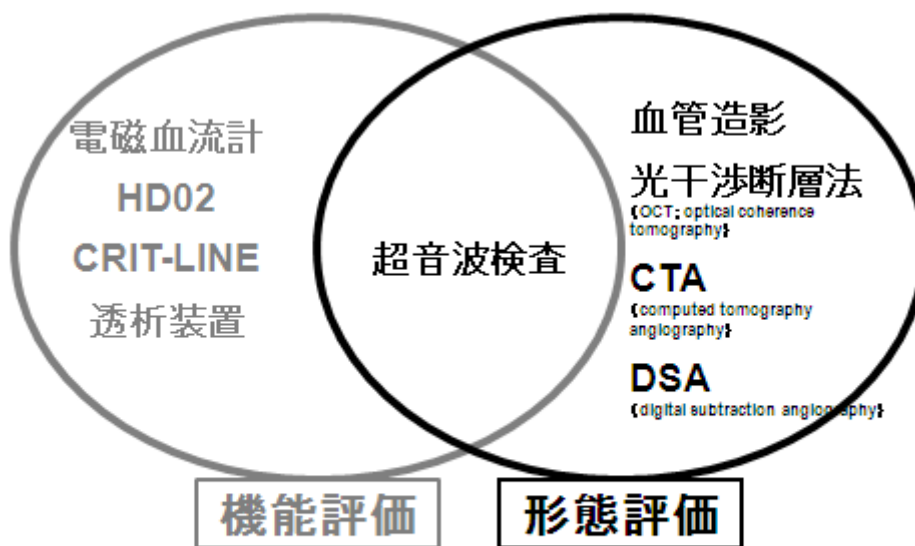 電磁血流計
HD02
CRIT-LINE
透析装置
超音波検査
血管造影
光干渉断層法
{OCT; optical coherence
tomography}
CTA
{computed tomography
angiography}
DSA
{digital subtraction angiography}
機能評価
形態評価